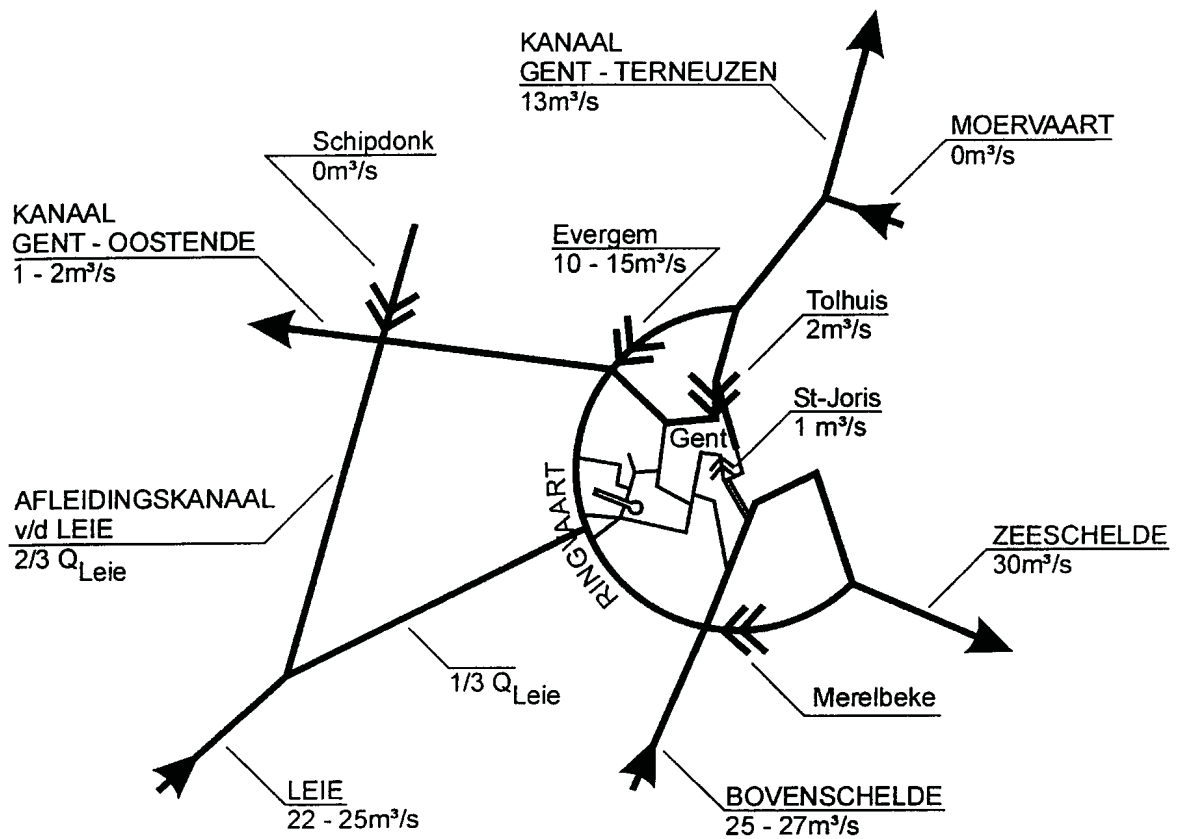 KANAAL
GENT - TERNEUZEN
13m³/s
MOERVAART
0m³/s
Schipdonk
0m³/s
KANAAL
GENT - OOSTENDE
1 - 2m³/s
Evergem
10 - 15m³/s
Tolhuis
2m³/s
St-Joris
1 m³/s
Gent
RINGVAART
AFLEIDINGSKANAAL
v/d LEIE
2/3 Q Leie
ZEESCHELDE
30m³/s
1/3 Q Leie
Merelbeke
LEIE
22 - 25m³/s
BOVENSCHELDE
25 - 27m³/s